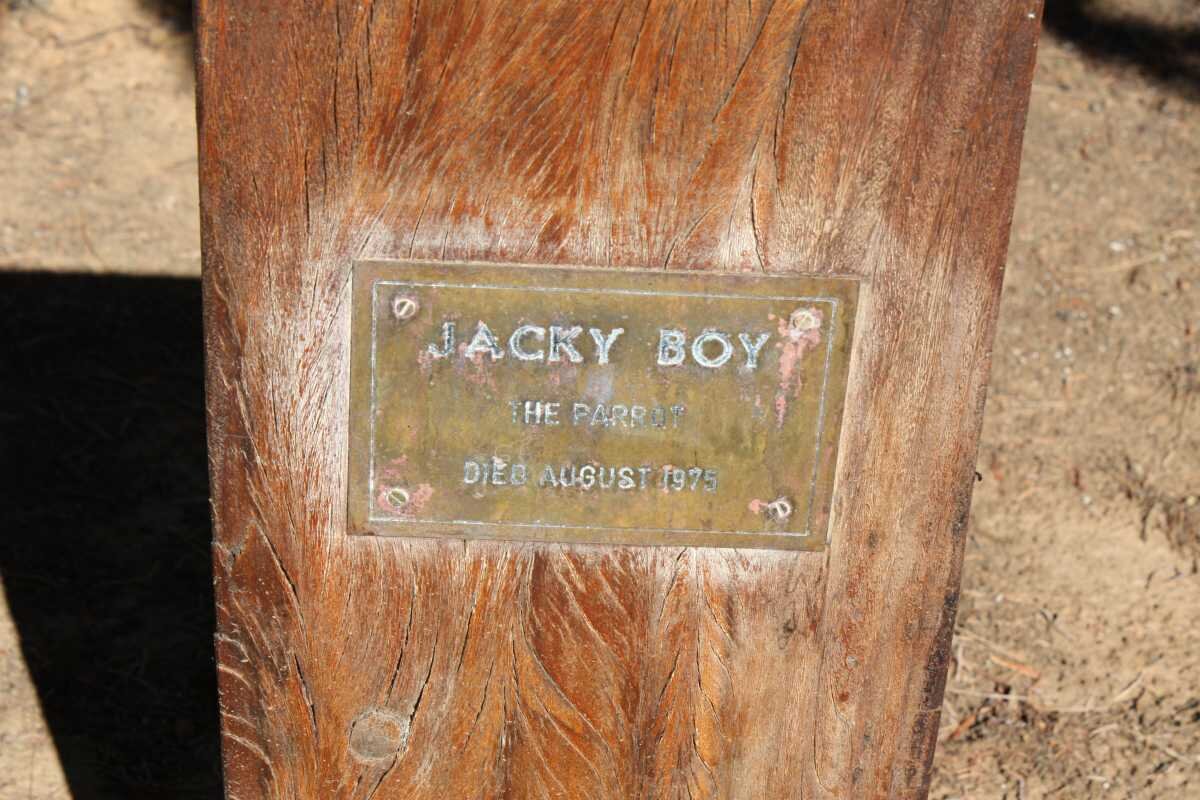 JACKY BOY
THE PARROT
DIED AUGUST 1975